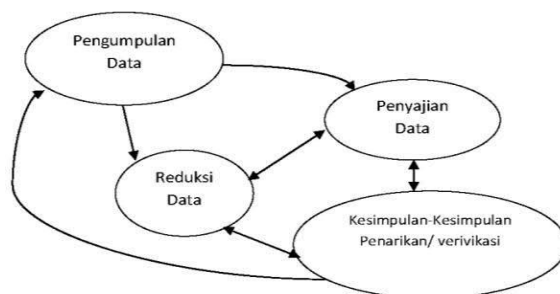 Pengumpulan
Data
Penyajian
Data
Reduksi
Data
Kesimpulan-Kesimpulan
Penarikan/ verivikasi